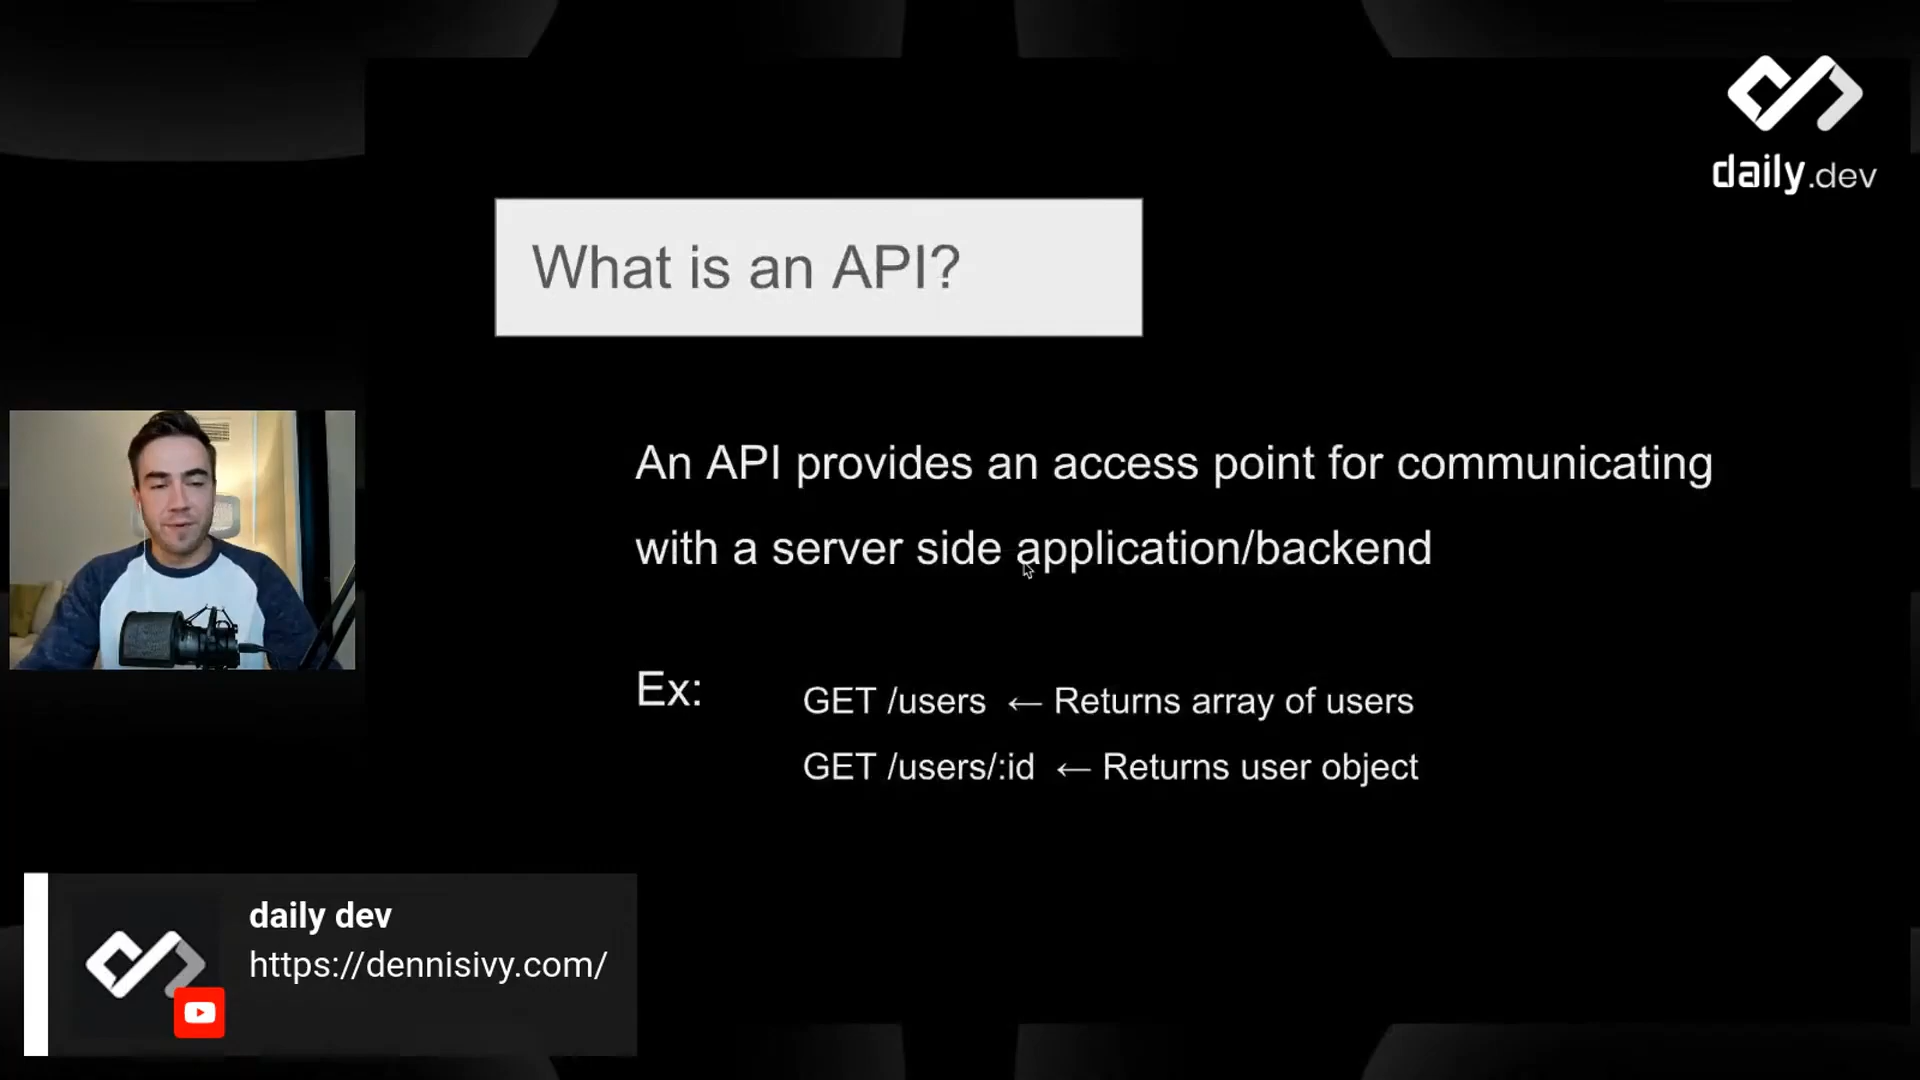 daily.dev
What is an API?
An API provides an access point for communicating
with a server side application/backend
Ex:
GET /users ← Returns array of users
GET /users/:id ← Returns user object
daily dev
https://dennisivy.com/